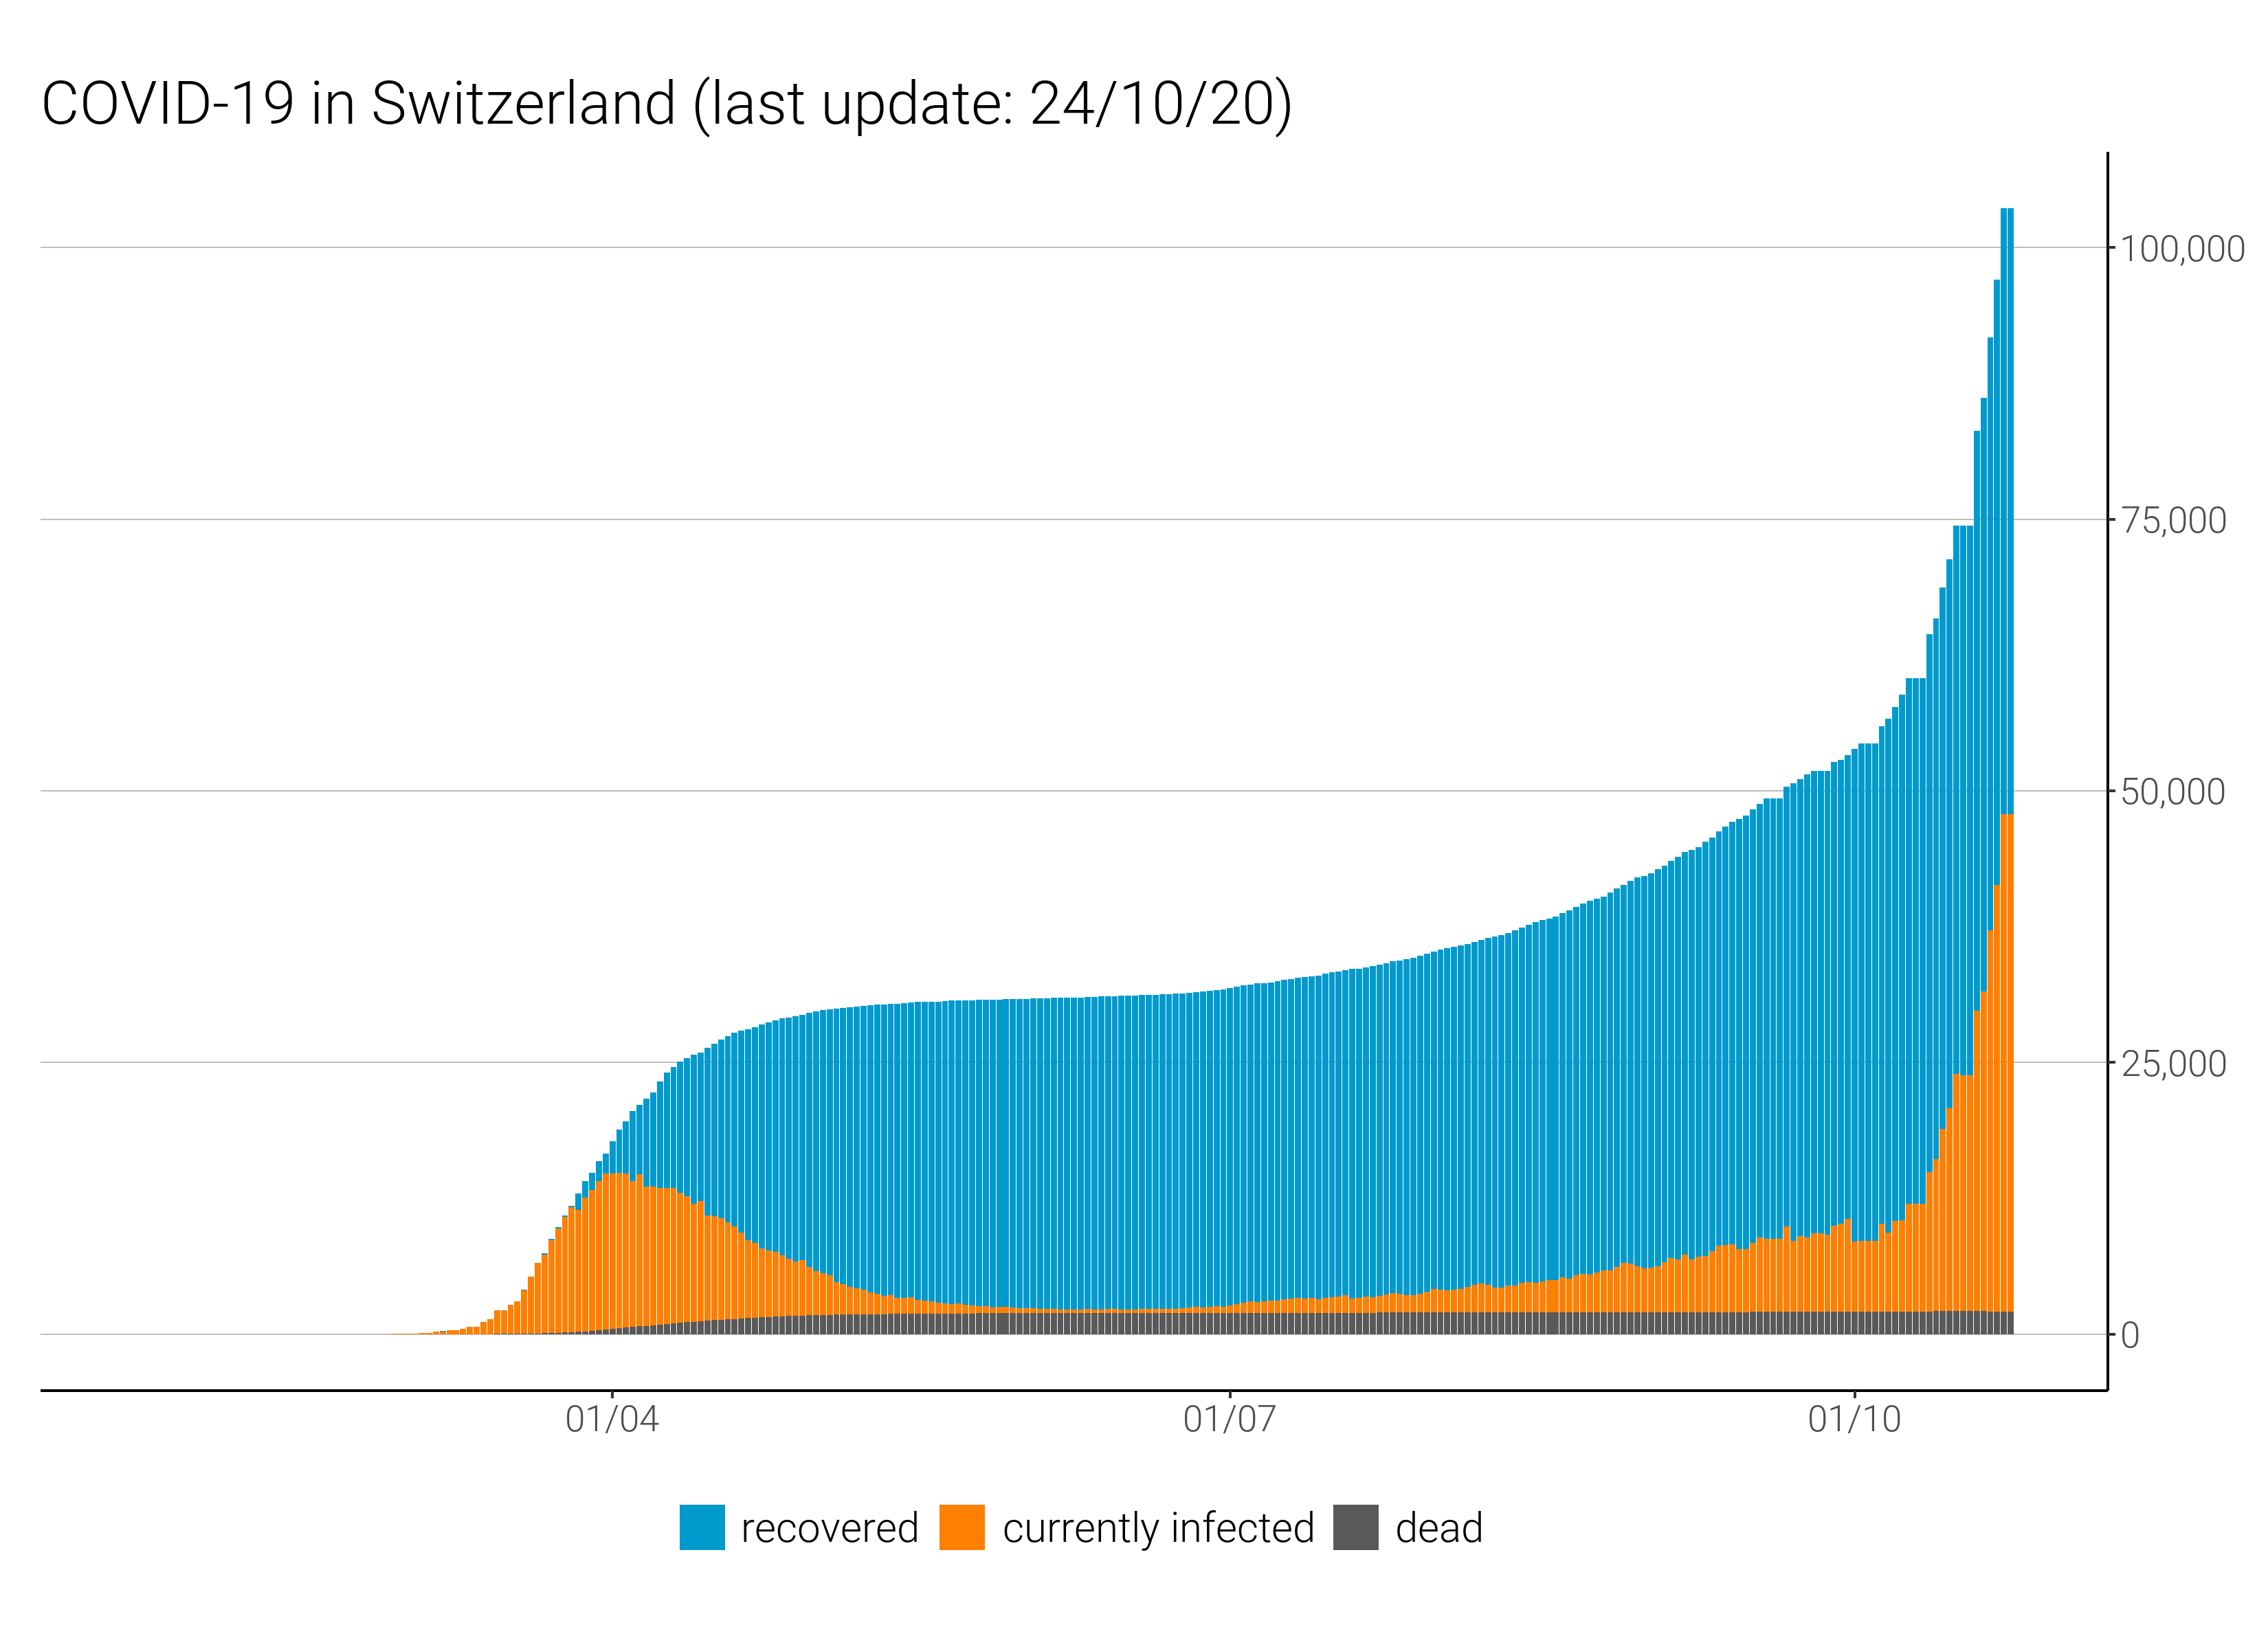 COVID-19 in Switzerland (last update: 24/10/20)
100,000
75,000
50,000
25,000
0
01/04 01/07 01/10
recovered currently infected dead